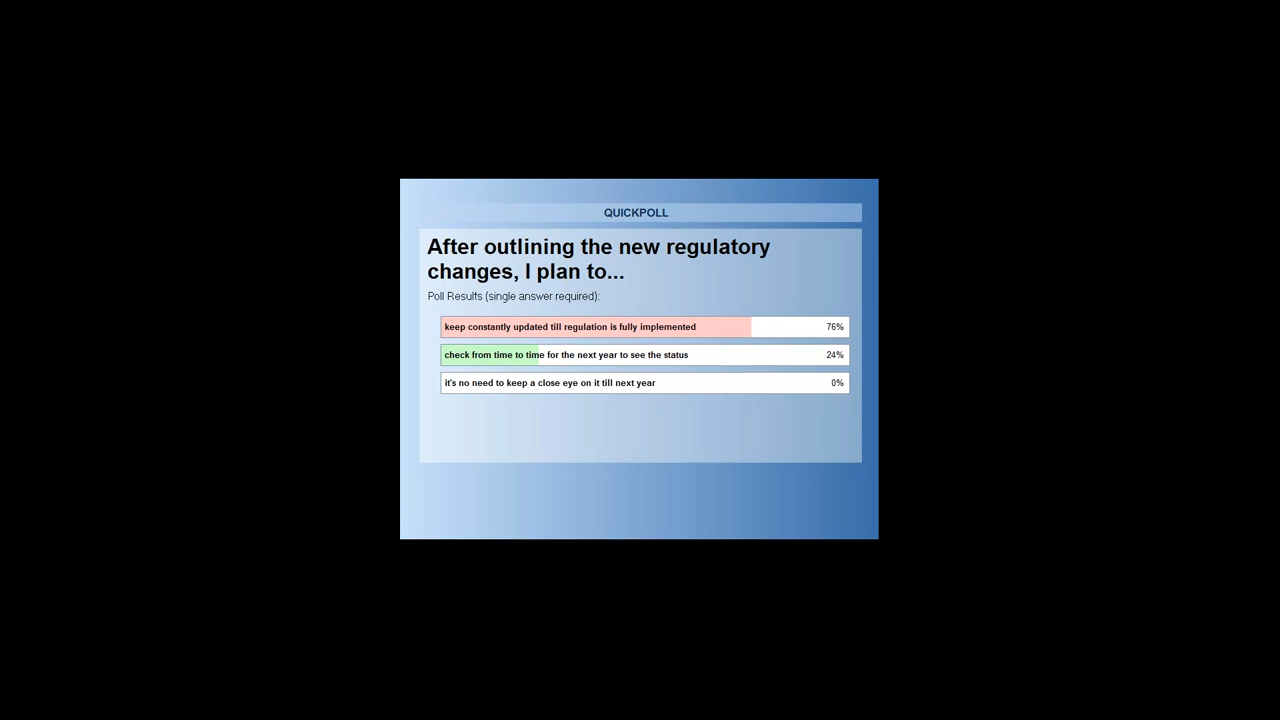 QUICKPOLL
After outlining the new regulatory
changes, I plan to...
Poll Results (single answer required):
keep constantly updated till regulation is fully implemented 76%
check from time to time for the next year to see the status 24%
it's no need to keep a close eye on it till next year 0%